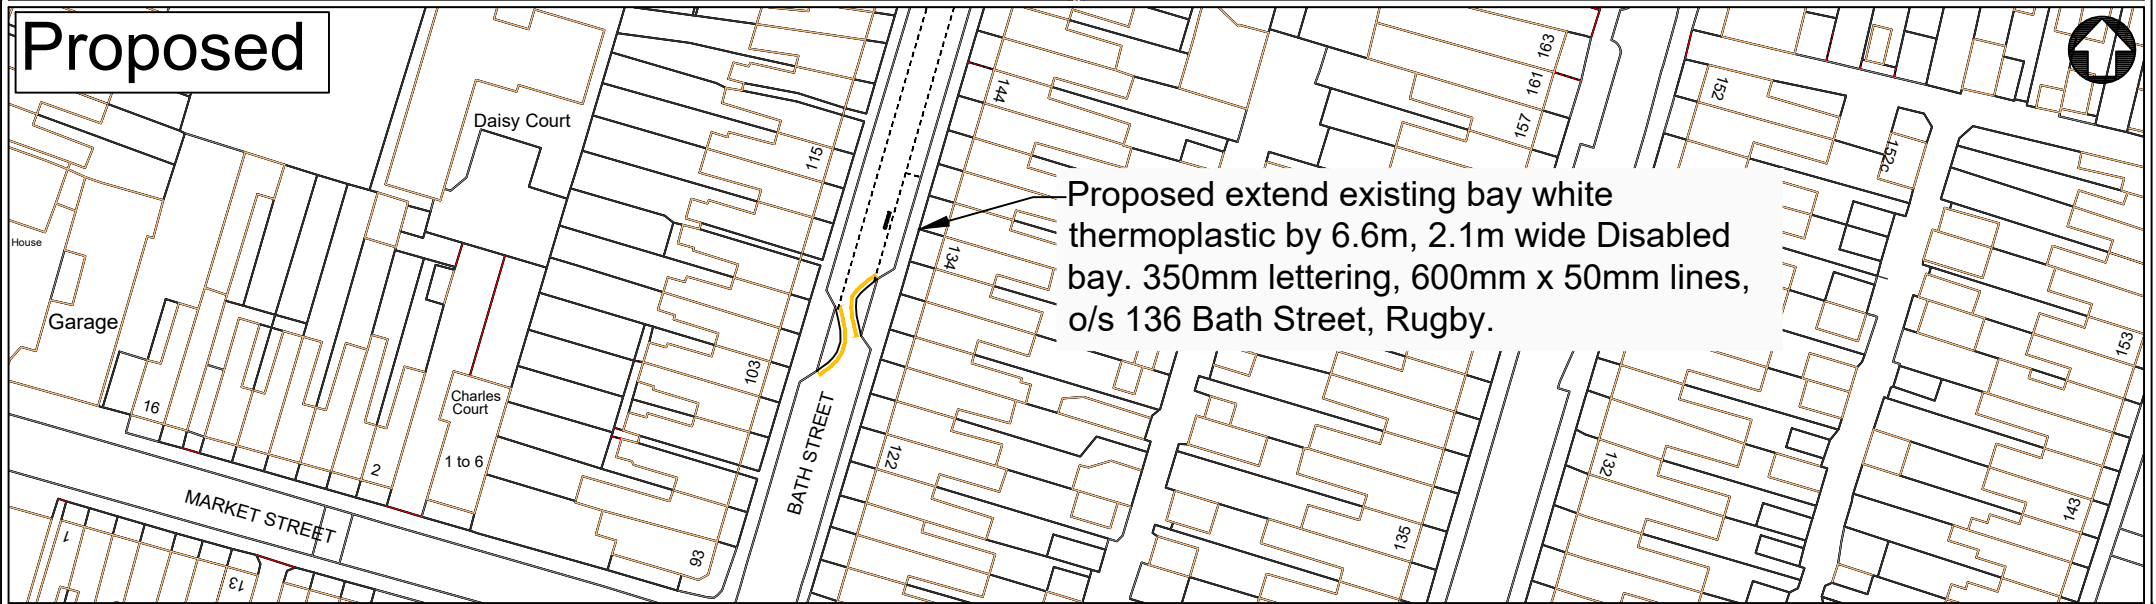 Proposed
Daisy Court
House
Garage
16
2
Charles
Court
1 to 6
MARKET STREET
1
13
115
103
93
BATH STREET
144
134
122
Proposed extend existing bay white
thermoplastic by 6.6m, 2.1m wide Disabled
bay. 350mm lettering, 600mm x 50mm lines,
o/s 136 Bath Street, Rugby.
163
161
157
135
152
152c
132
153
143